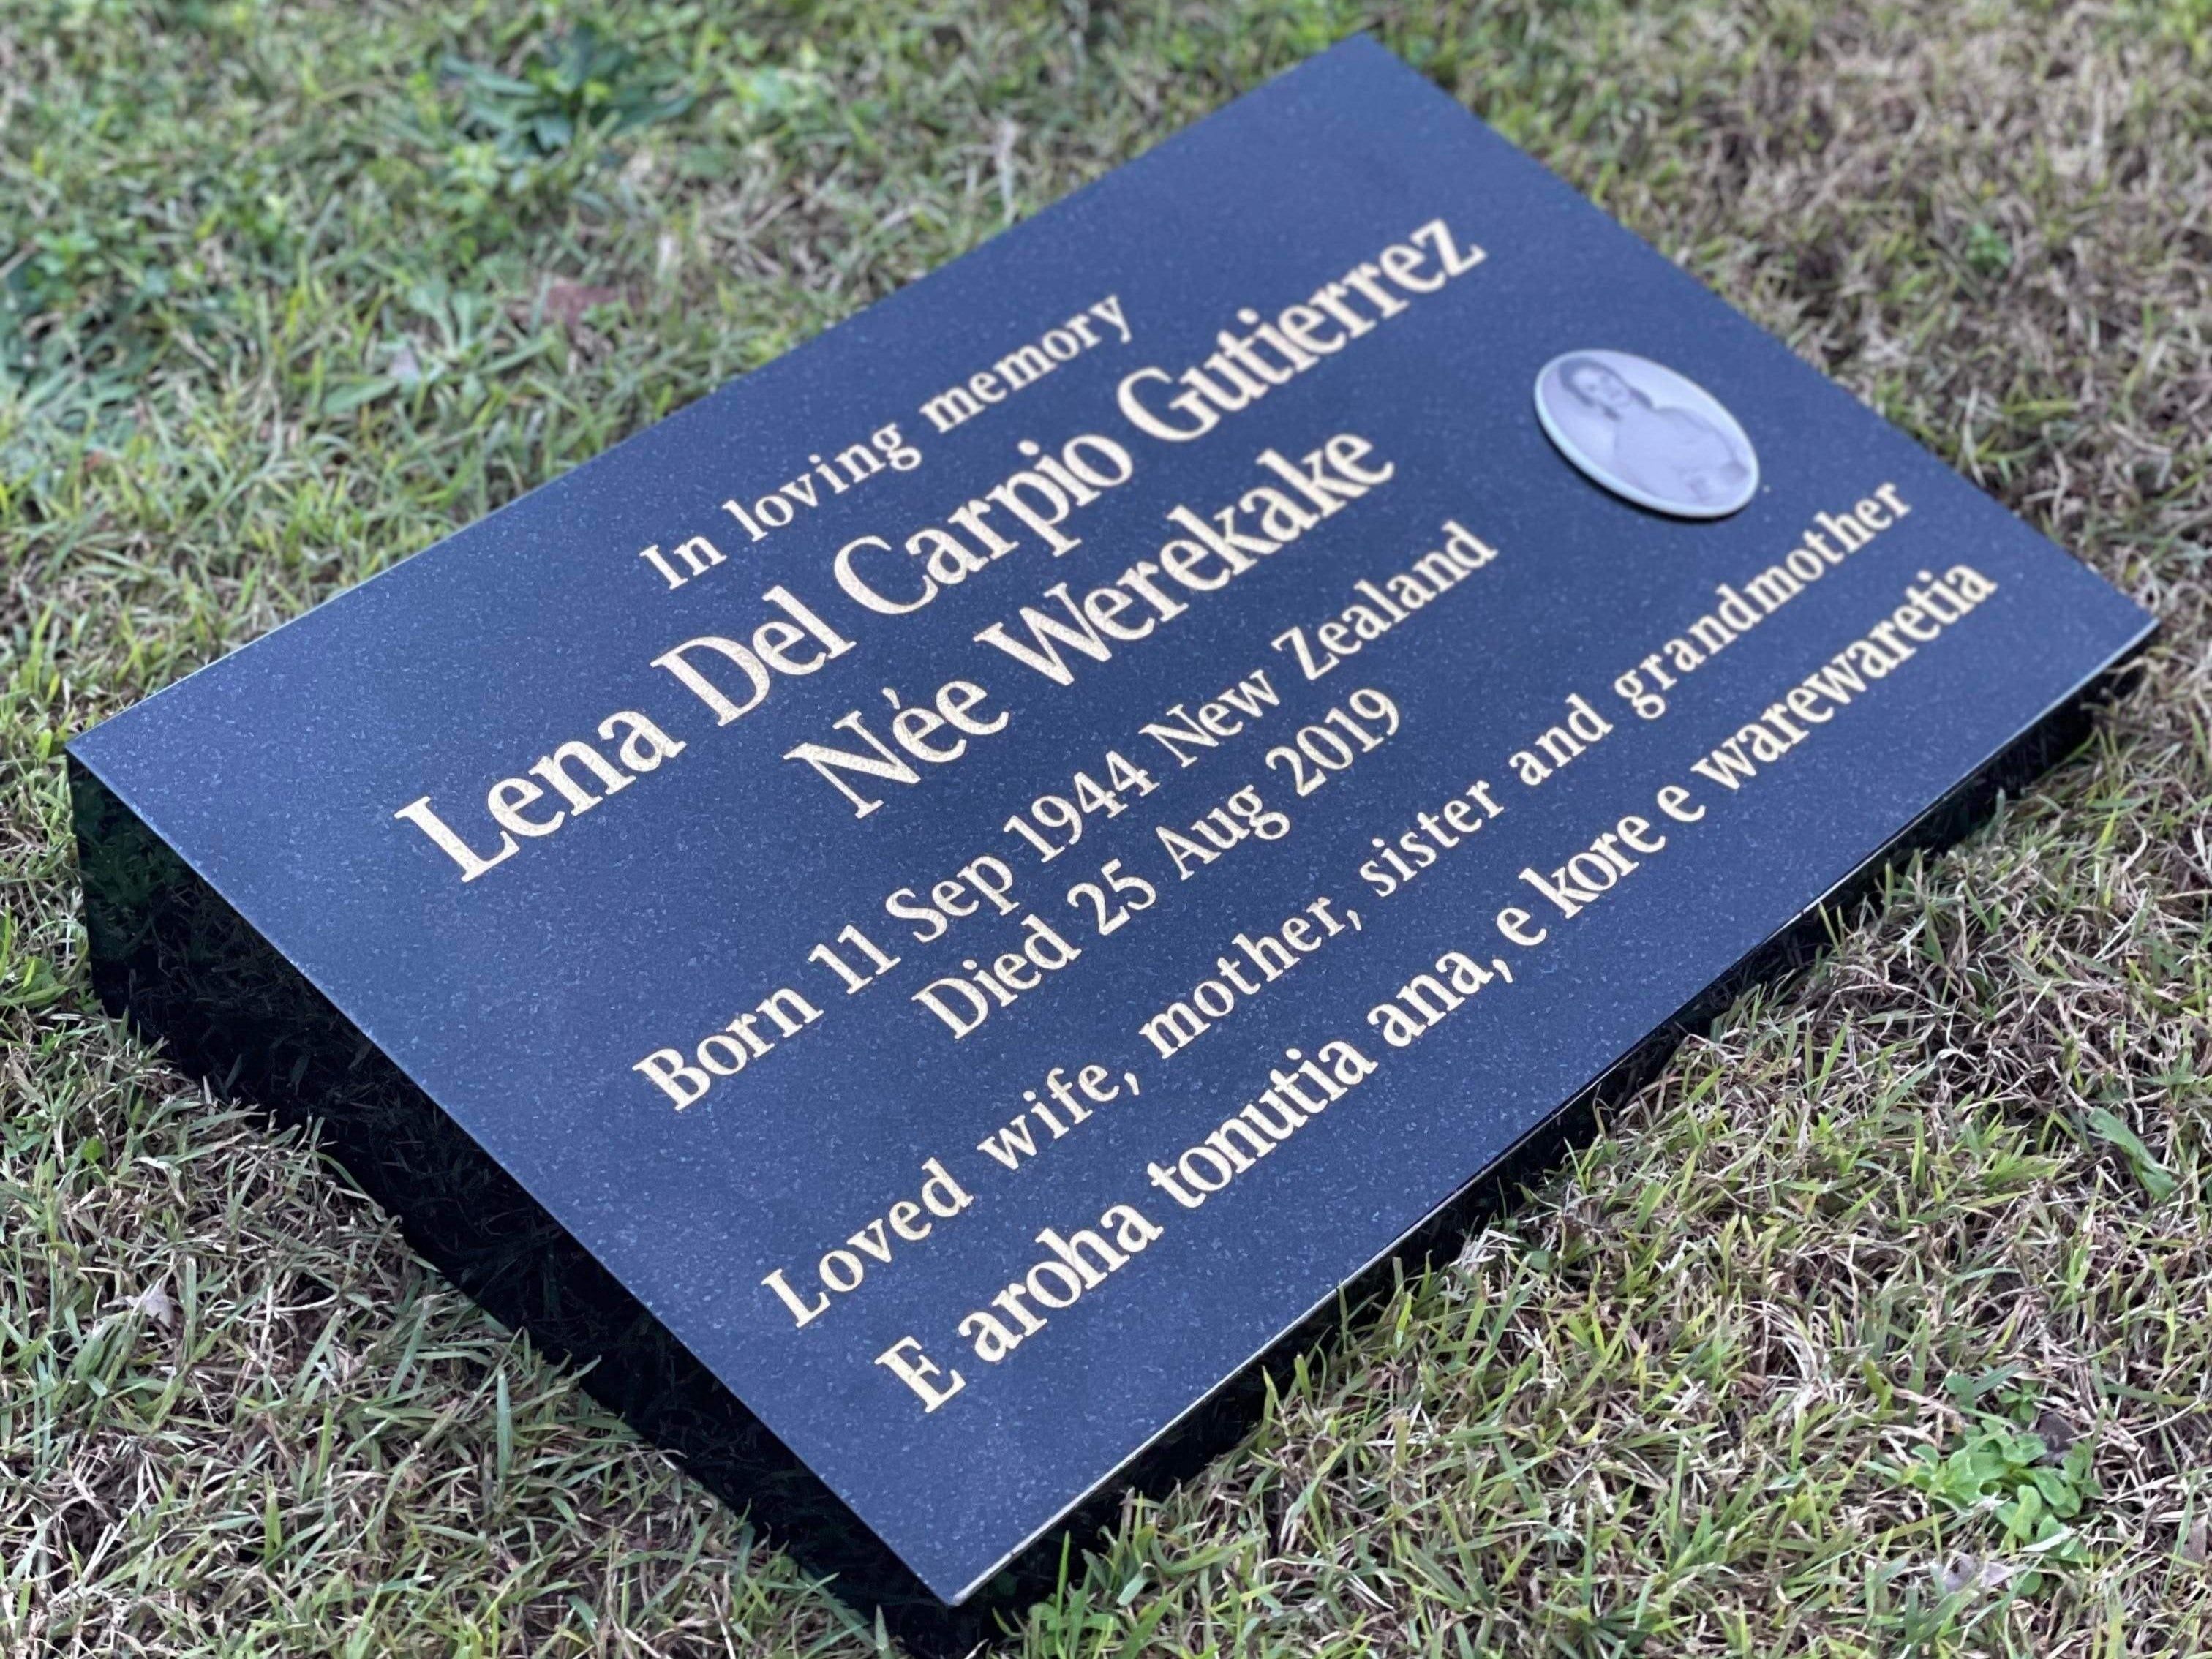 In loving memory
Lena Del Carpio Gutierrez
Née Werekake
Born 11 Sep 1944 New Zealand
Died 25 Aug 2019
Loved wife, mother, sister and grandmother
E aroha tonutia ana, e kore e warewaretia